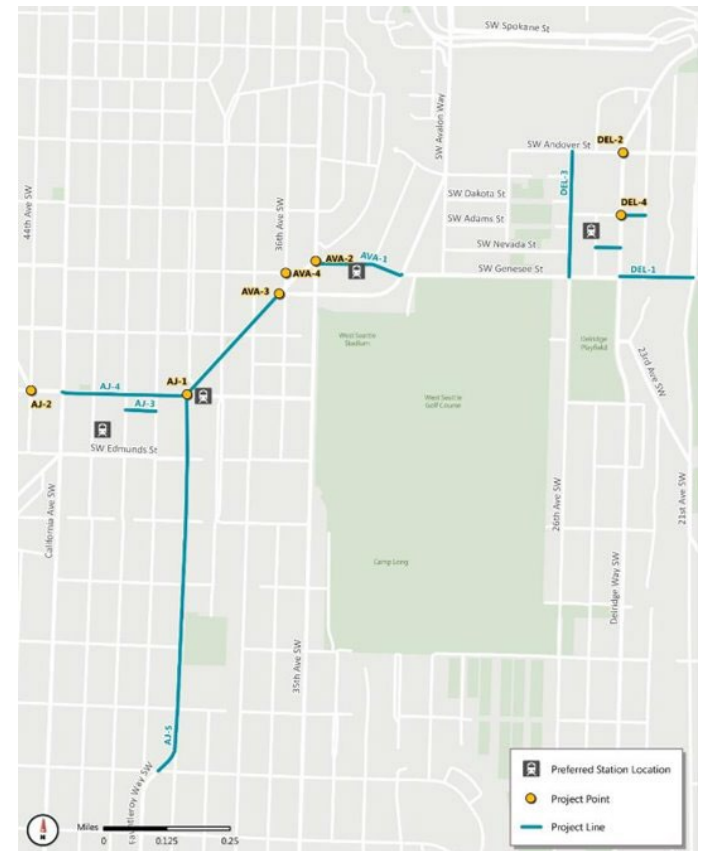 SW Spokane St
SW Avalon Way
DEL-2
SW Andover St
DEL-3
SW Dakota St
44th Ave SW
36th Ave SW
SW Adams St
DEL-4
SW Nevada St
AVA-2
AVA-1
SW Genesee St
DEL-1
AVA-4
AVA-3
West Seattle
Stadium
Delridge
Playfield
23rd Ave SW
AJ-1
AJ-4
AJ-2
AJ-3
West Seattle
Golf Course
SW Edmunds St
California Ave SW
26th Ave SW
21st Ave SW
Camp Long
Delridge Way SW
35th Ave SW
AJ-5
Fauntleroy Way SW
Preferred Station Location
Project Point
Project Line
N
Miles
0
0.125
0.25